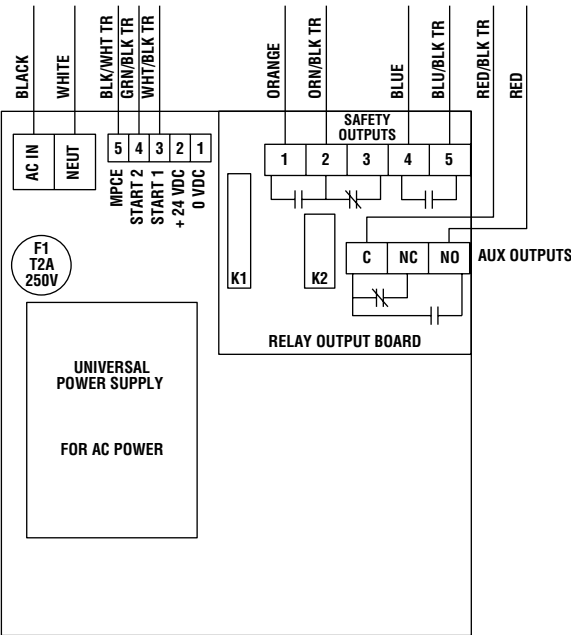 BLACK
WHITE
BLK/WHT TR
GRN/BLK TR
WHT/BLK TR
ORANGE
ORN/BLK TR
BLUE
BLU/BLK TR
RED/BLK TR
RED
AC IN
NEUT
5 4 3 2 1
MPCE
START 2
START 1
+ 24 VDC
0 VDC
SAFETY
OUTPUTS
1 2 3 4 5
F1
T2A
250V
K1
K2
C NC NO
AUX OUTPUTS
RELAY OUTPUT BOARD
UNIVERSAL
POWER SUPPLY
FOR AC POWER